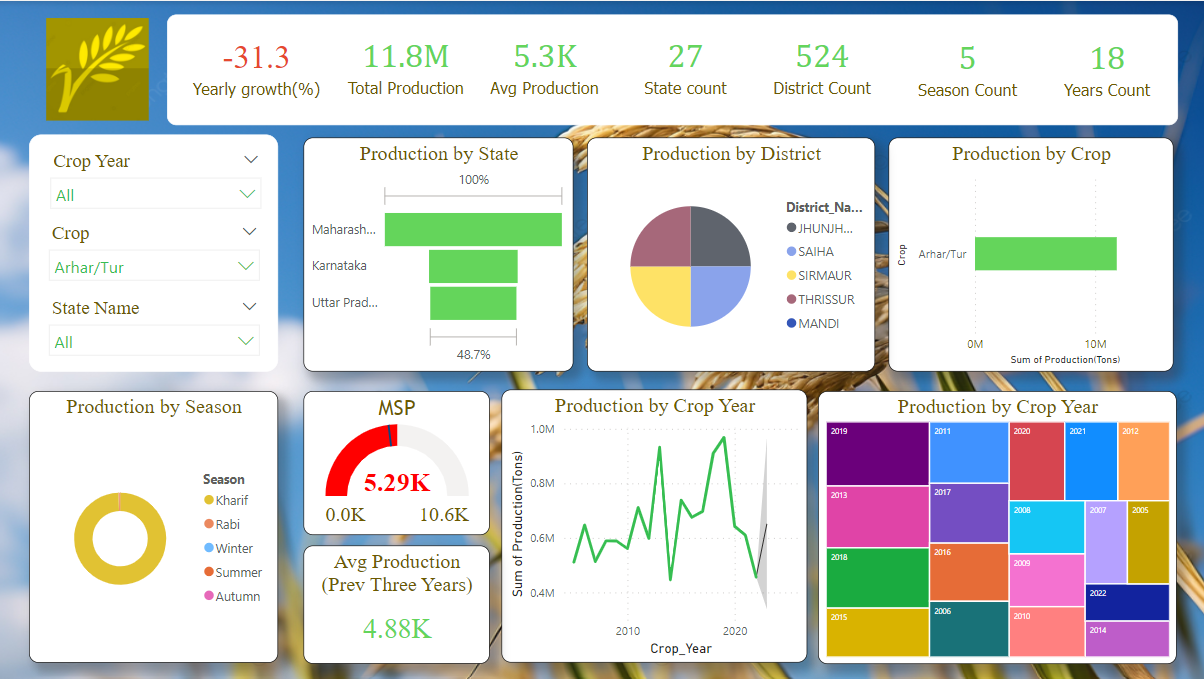 -31.3
Yearly growth(%)
11.8M
Total Production
5.3K
Avg Production
27
State count
524
District Count
5
Season Count
18
Years Count
Crop Year
All
Crop
Arhar/Tur
State Name
All
Production by State
100%
Maharash...
Karnataka
Uttar Prad...
48.7%
Production by District
District_Na...
JHUNJH...
SAIHA
SIRMAUR
THRISSUR
MANDI
Production by Crop
Crop
Arhar/Tur
0M
10M
Sum of Production(Tons)
Production by Season
Season
Kharif
Rabi
Winter
Summer
Autumn
MSP
5.29K
0.0K
10.6K
Avg Production
(Prev Three Years)
4.88K
Production by Crop Year
Sum of Production(Tons)
1.0M
0.8M
0.6M
0.4M
2010
2020
Crop_Year
Production by Crop Year
2019
2013
2018
2015
2011
2017
2016
2006
2020
2021
2012
2008
2009
2010
2007
2005
2022
2014